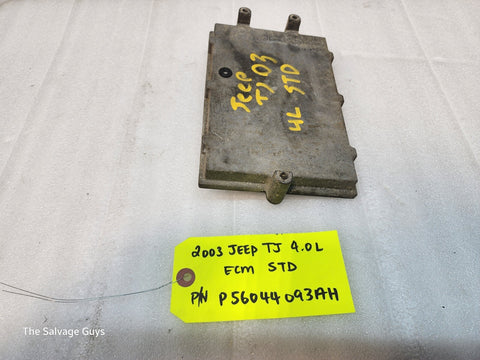 JEEP
TJ 03
4L STD
2003 JEEP TJ 4.0L
ECM STD
P/N P56044093AH
The Salvage Guys